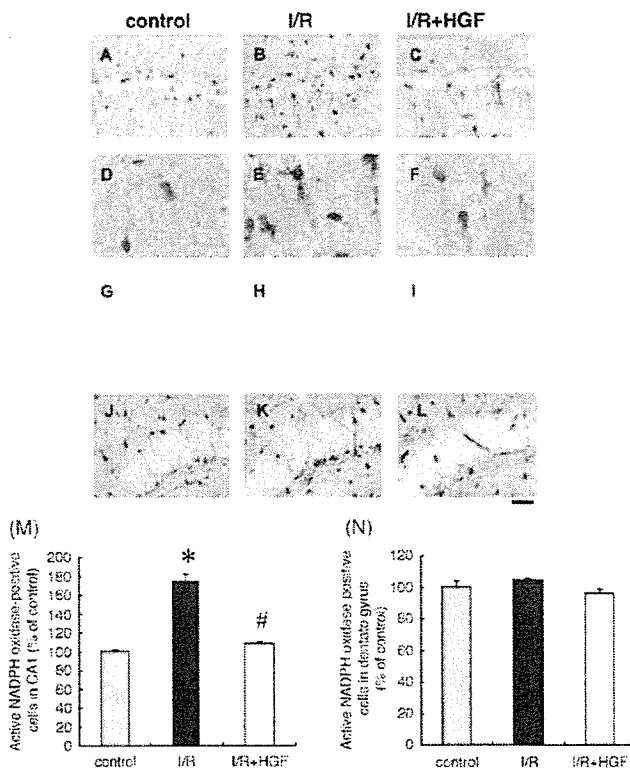 control I/R I/R+HGF
A B C
D E F
G H I
J K L
(M) (N)
Active NADPH oxidase-positive
cells in CA1 (% of control)
200
180
160
140
120
100
80
60
40
20
0
*
#
control I/R I/R+HGF
Active NADPH oxidase positive
cells in dentato gyrus
(% of control)
120
100
80
60
40
20
0
control I/R I/R+HGF